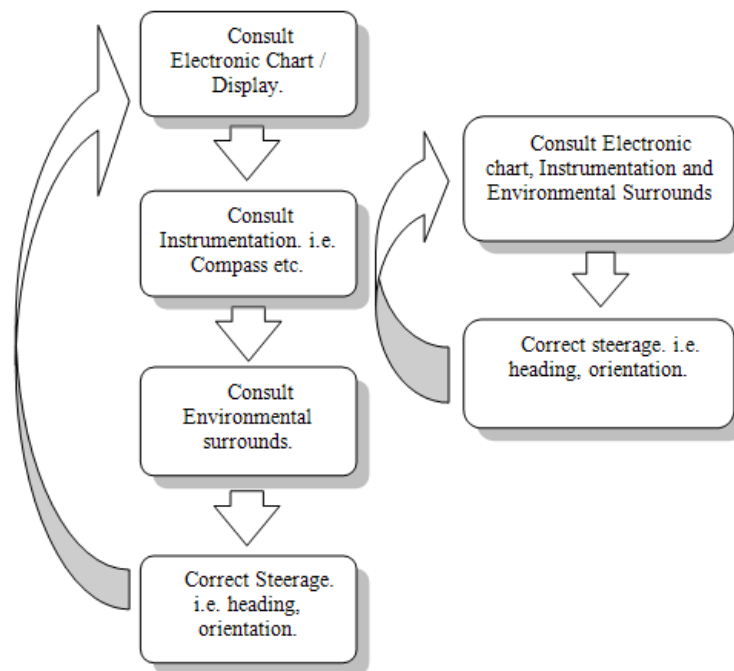 Consult
Electronic Chart /
Display.
Consult
Instrumentation. i.e.
Compass etc.
Consult
Environmental
surrounds.
Correct Steerage.
i.e. heading,
orientation.
Consult Electronic
chart, Instrumentation and
Environmental Surrounds
Correct steerage. i.e.
heading, orientation.